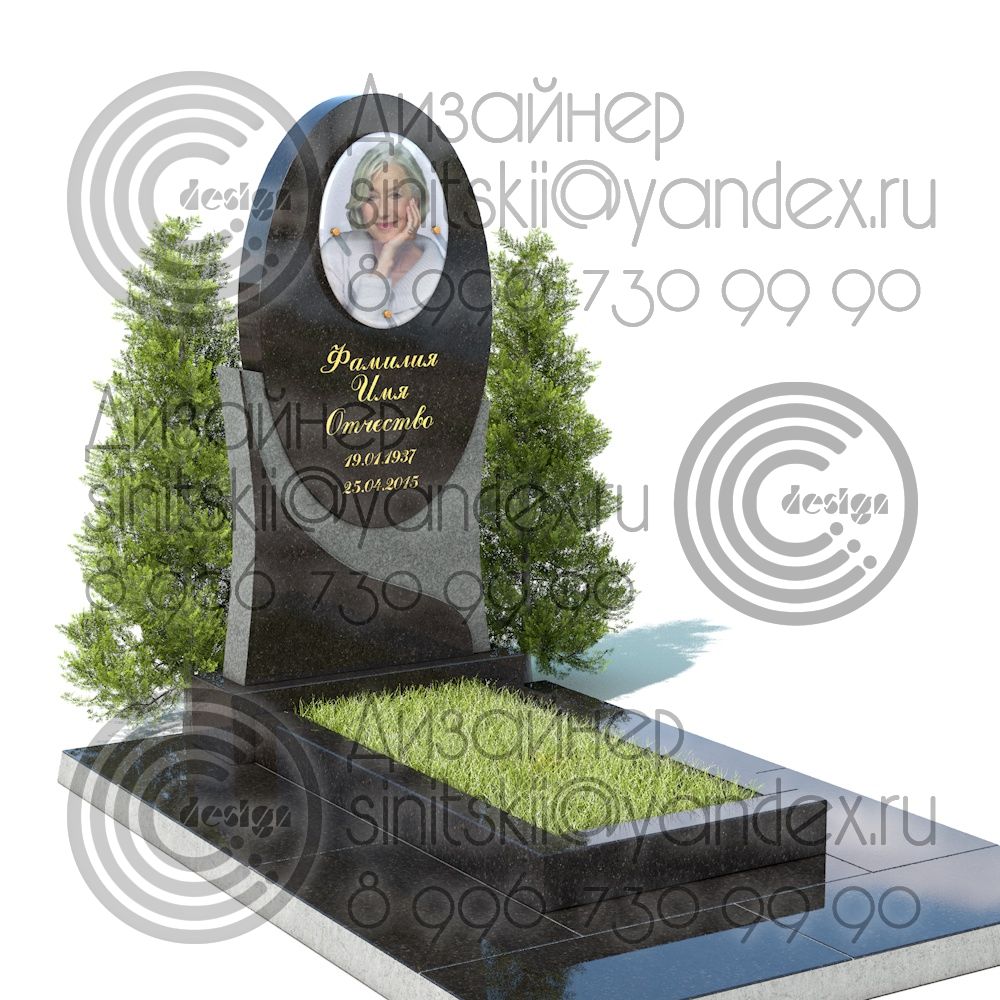 Дизайнер
sinitskii@yandex.ru
8 996 730 99 90
design
Фамилия
Имя
Отчество
19.01.1937
25.04.2015
Дизайнер
sinitskii@yandex.ru
8 996 730 99 90
design
Дизайнер
sinitskii@yandex.ru
8 996 730 99 90
design